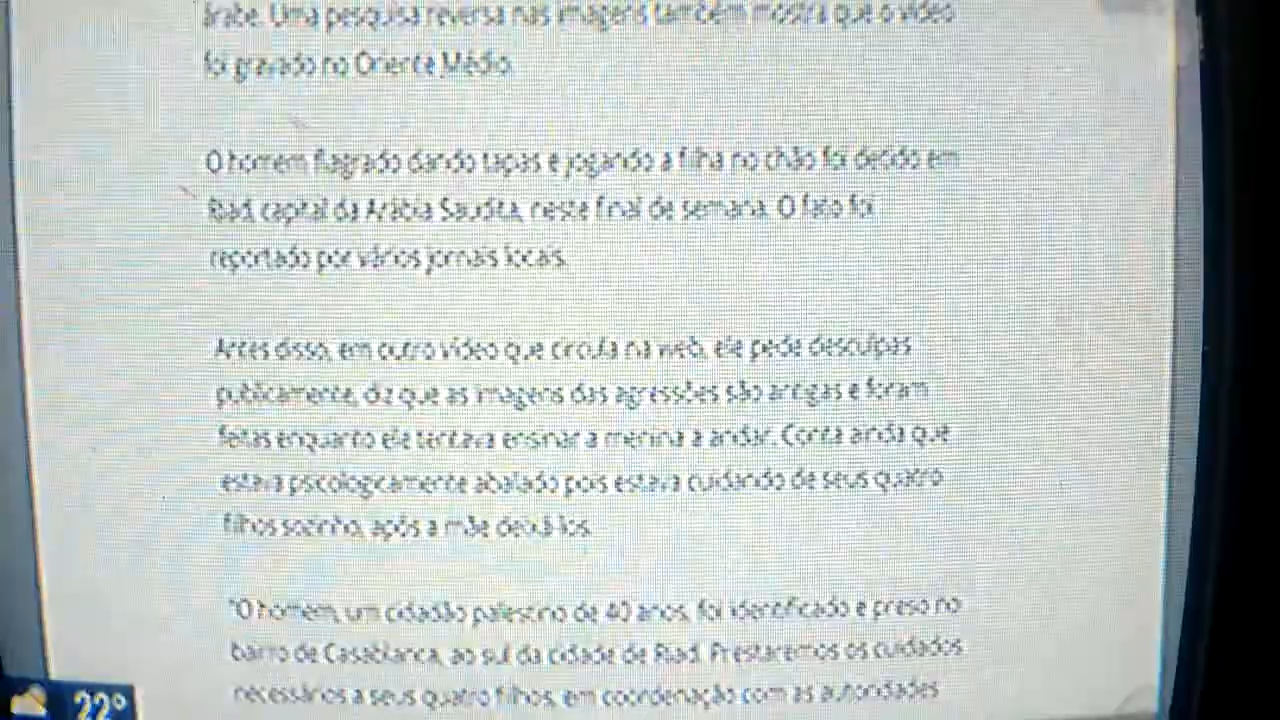 árabe. Uma pesquisa reversa nas imagens também mostra que o vídeo
foi gravado no Oriente Médio.
O homem flagrado dando tapas e jogando a filha no chão foi detido em
Riad, capital da Arábia Saudita, neste final de semana. O fato foi
reportado por vários jornais locais.
Antes disso, em outro vídeo que circula na web, ele pede desculpas
publicamente, diz que as imagens das agressões são antigas e foram
feitas enquanto ele tentava ensinar a menina a andar. Conta ainda que
estava psicologicamente abalado pois estava cuidando de seus quatro
filhos sozinho, após a mãe deixá-los.
"O homem, um cidadão palestino de 40 anos, foi identificado e preso no
bairro de Casablanca, ao sul da cidade de Riad. Prestaremos os cuidados
necessários a seus quatro filhos, em coordenação com as autoridades
22°